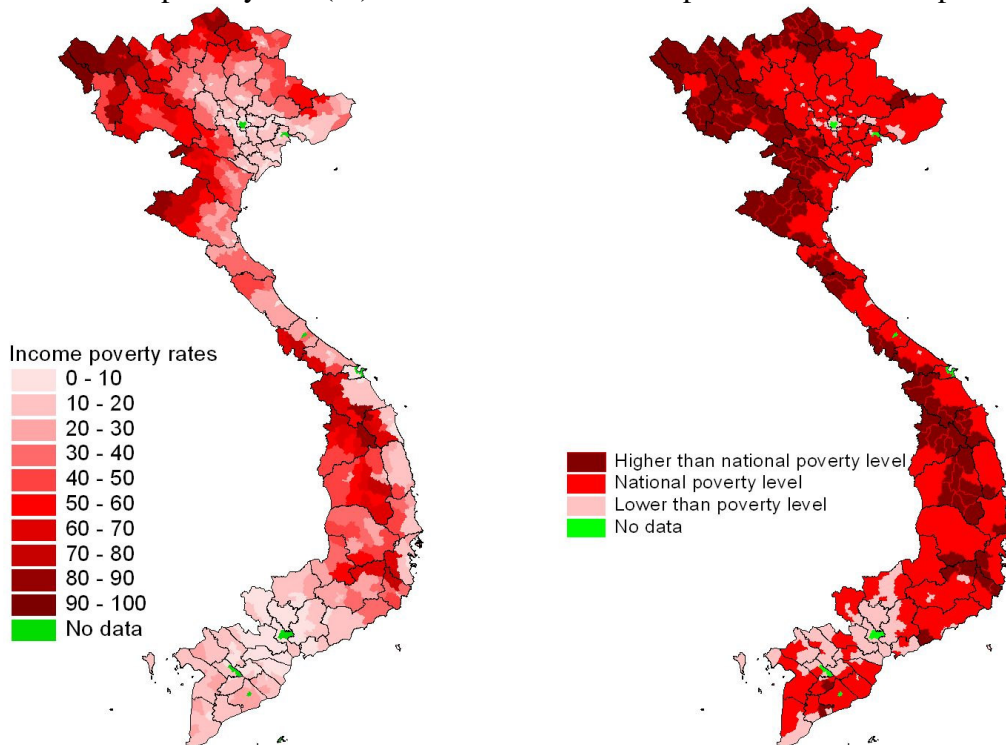 Income poverty rates
0 - 10
10 - 20
20 - 30
30 - 40
40 - 50
50 - 60
60 - 70
70 - 80
80 - 90
90 - 100
No data
Higher than national poverty level
National poverty level
Lower than poverty level
No data